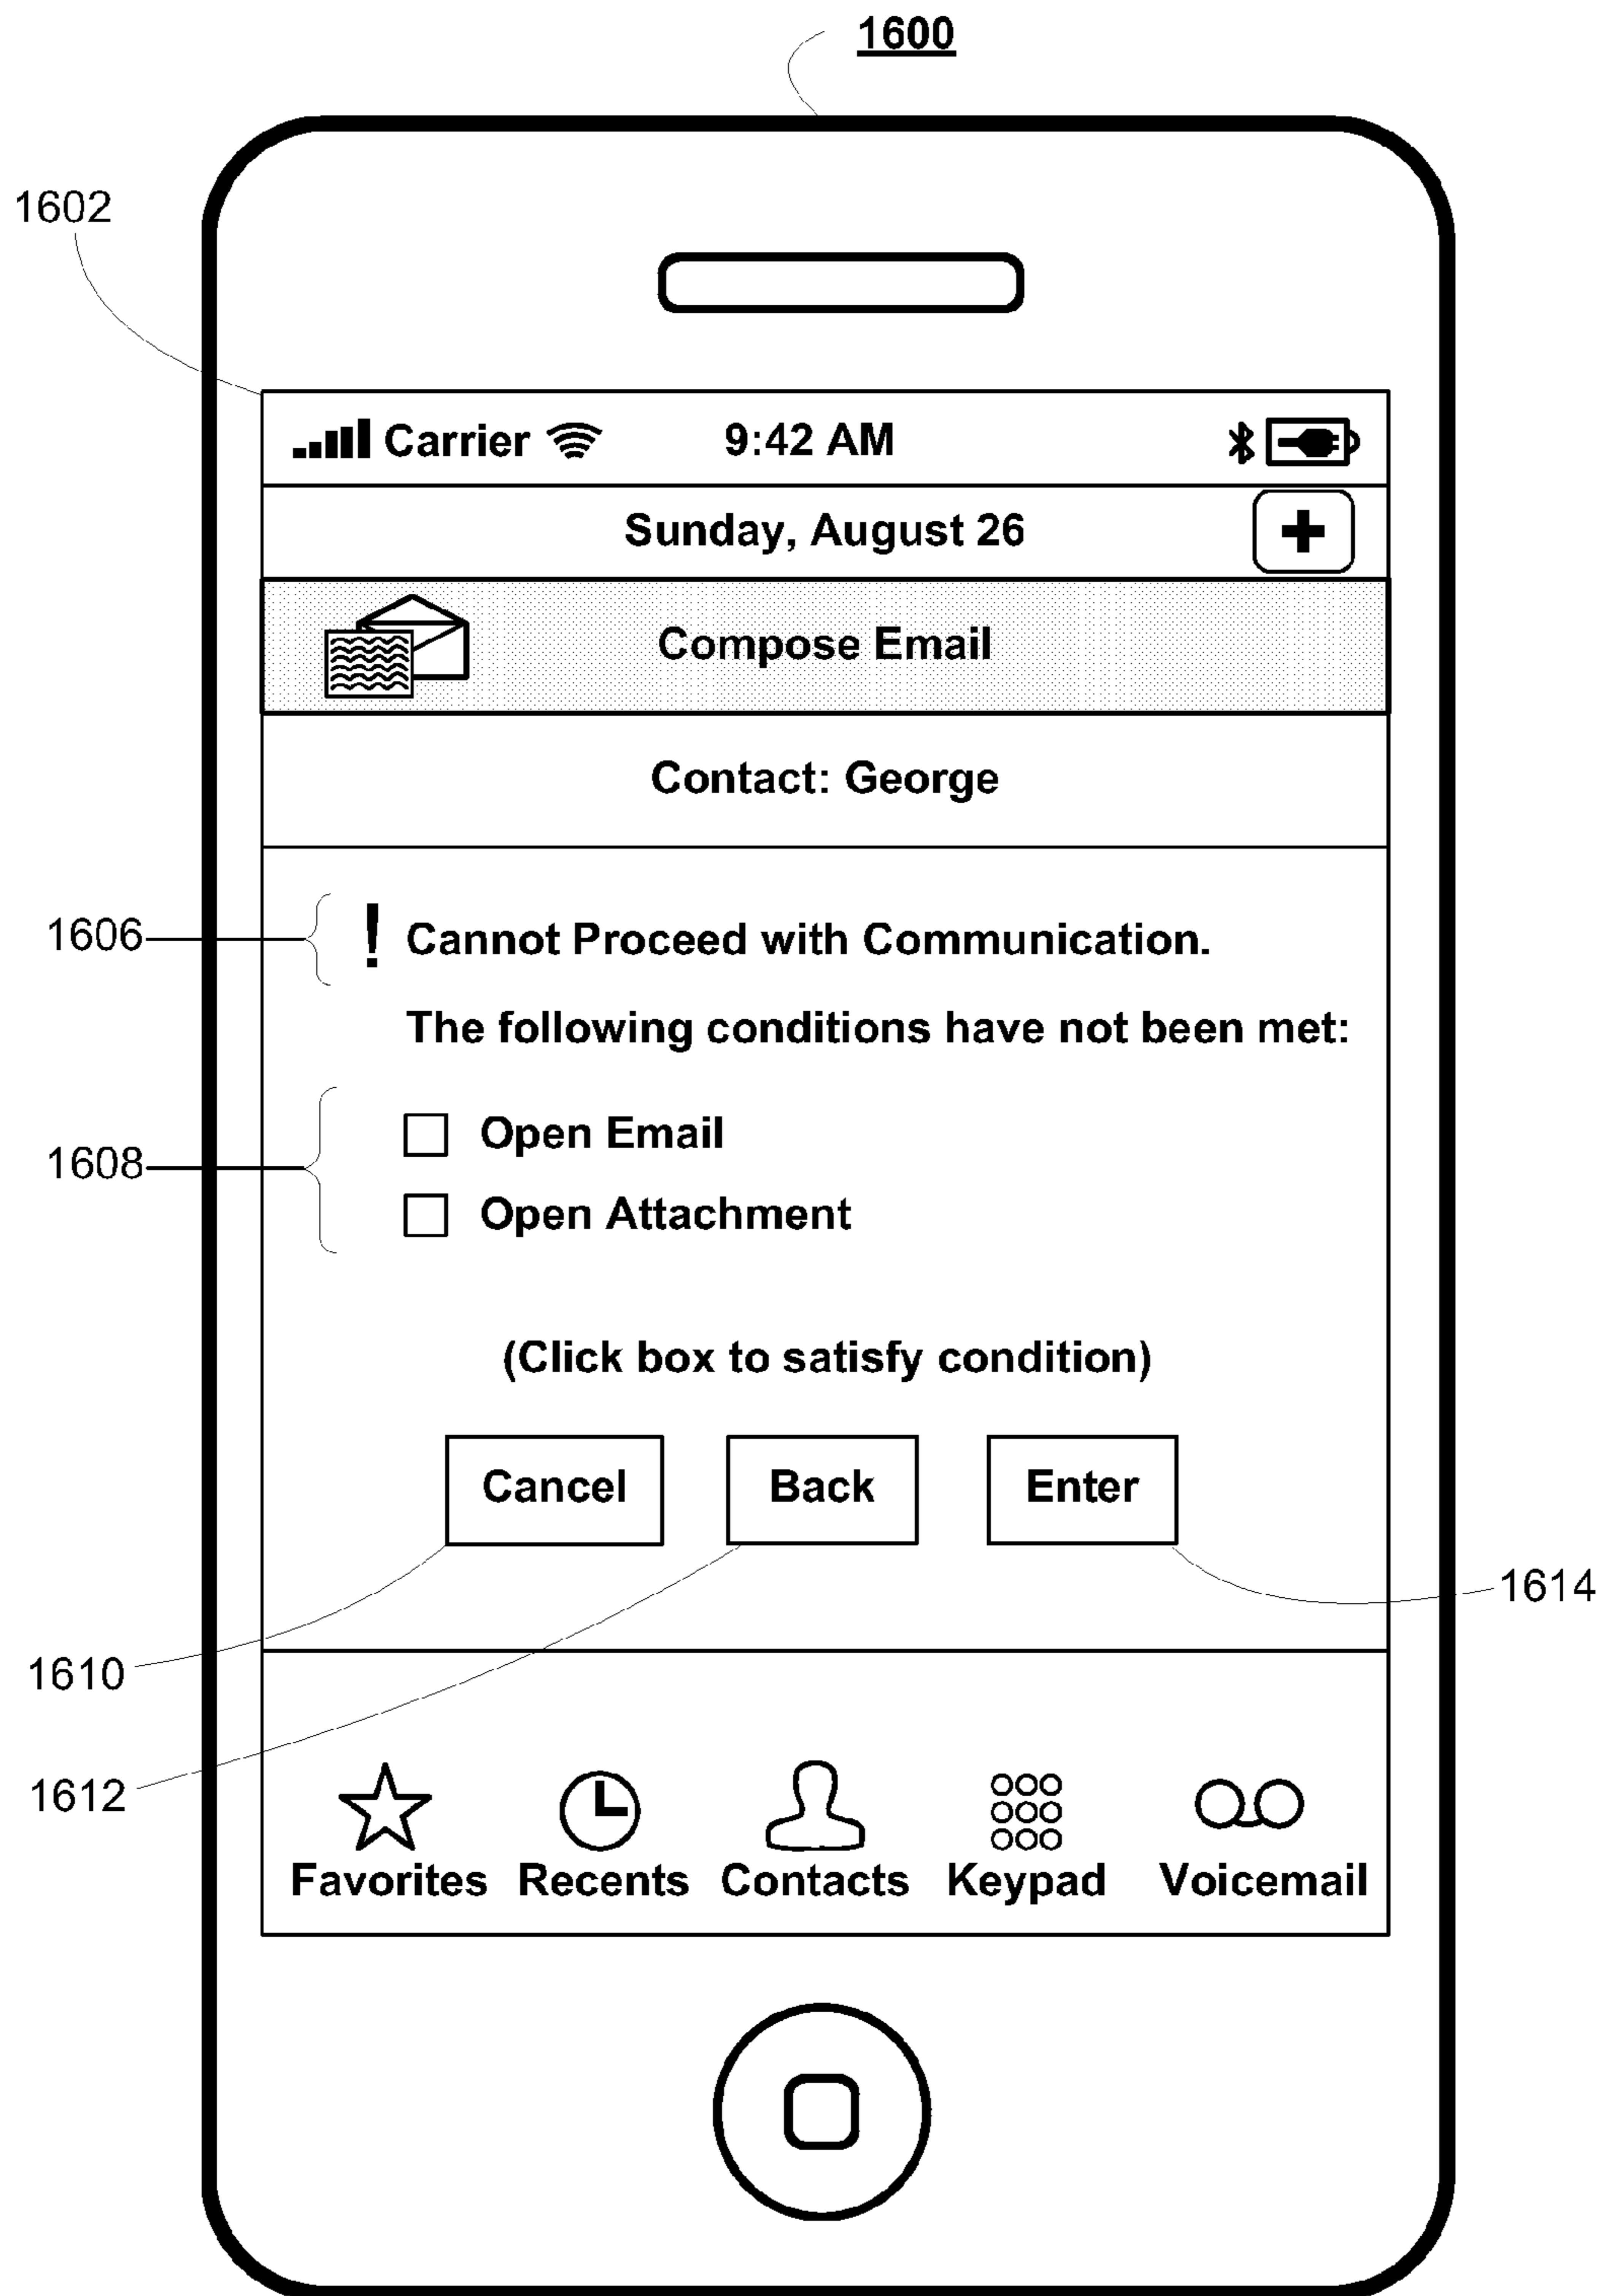 1600
1602
Carrier 9:42 AM
Sunday, August 26 +
Compose Email
Contact: George
1606 ! Cannot Proceed with Communication.
The following conditions have not been met:
Open Email
1608
Open Attachment
(Click box to satisfy condition)
Cancel Back Enter
1614
1610
1612
Favorites Recents Contacts Keypad Voicemail